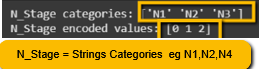 N_Stage categories: ['N1' 'N2' 'N3']
N_Stage encoded values: [0 1 2]
N_Stage = Strings Categories eg N1,N2,N4